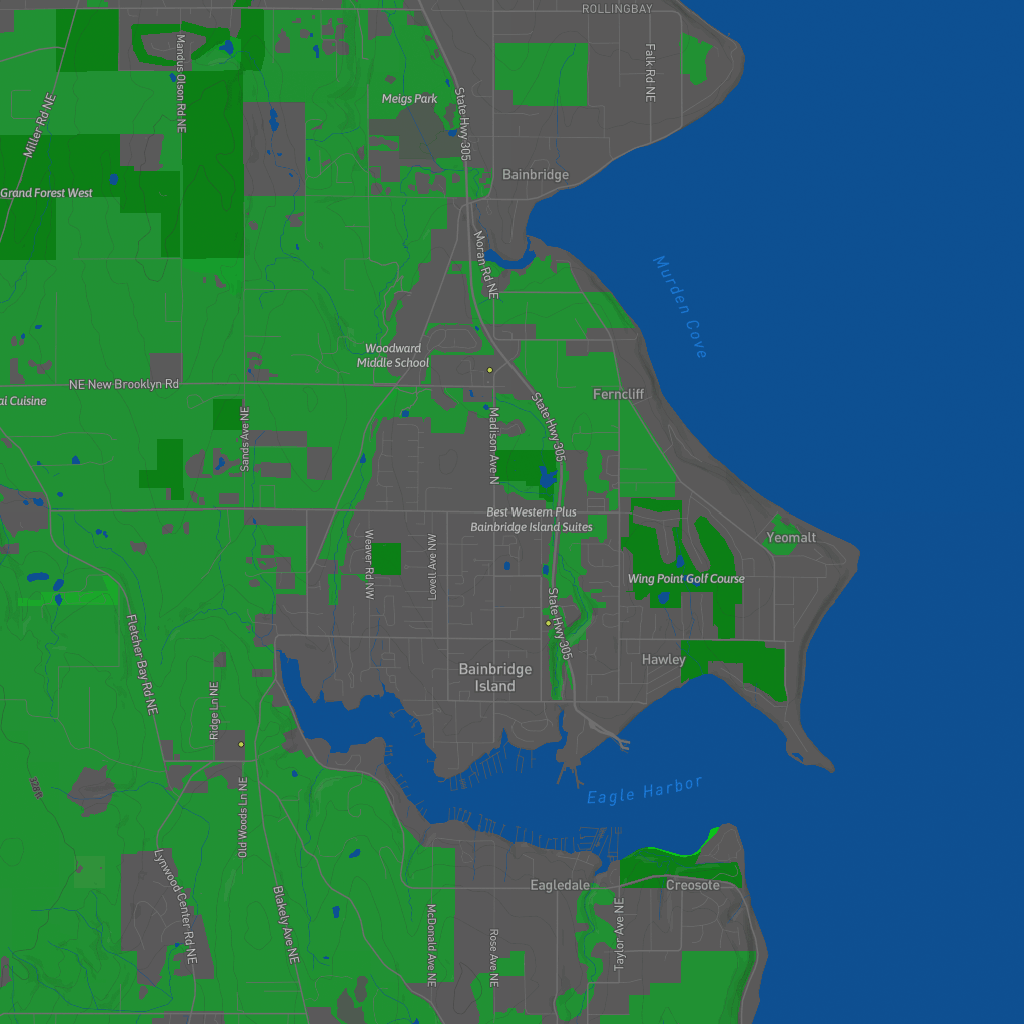 ROLLINGBAY
Mandus Olson Rd NE
Falk Rd NE
Miller Rd NE
Meigs Park
State Hwy 305
Bainbridge
Grand Forest West
Moran Rd NE
Murden Cove
Woodward
Middle School
NE New Brooklyn Rd
ai Cuisine
Ferncliff
Sands Ave NE
Madison Ave N
State Hwy 305
Best Western Plus
Bainbridge Island Suites
Yeomalt
Weaver Rd NW
Lovell Ave NW
Wing Point Golf Course
State Hwy 305
Fletcher Bay Rd NE
Hawley
Bainbridge
Island
Ridge Ln NE
328ft
Old Woods Ln NE
Eagle Harbor
Lynwood Center Rd NE
Blakely Ave NE
Eagledale
Creosote
McDonald Ave NE
Rose Ave NE
Taylor Ave NE